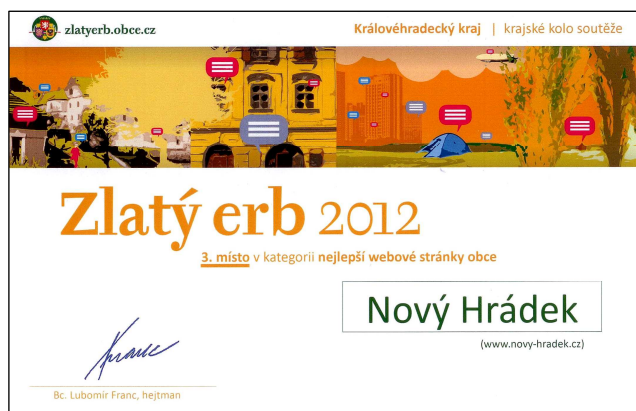 zlatyerb.obce.cz
Královéhradecký kraj | krajské kolo soutěže
Zlatý erb 2012
3. místo v kategorii nejlepší webové stránky obce
Nový Hrádek
(www.novy-hradek.cz)
Bc. Lubomír Franc, hejtman